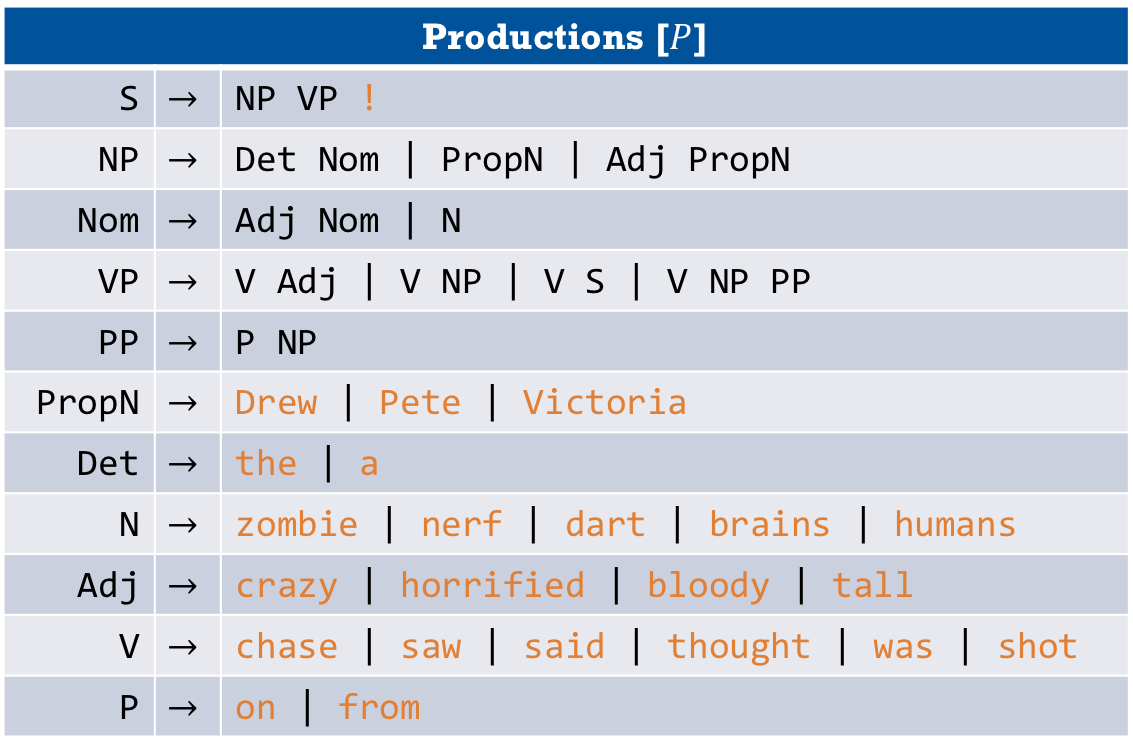 Productions [P]
S → NP VP !
NP → Det Nom | PropN | Adj PropN
Nom → Adj Nom | N
VP → V Adj | V NP | V S | V NP PP
PP → P NP
PropN → Drew | Pete | Victoria
Det → the | a
N → zombie | nerf | dart | brains | humans
Adj → crazy | horrified | bloody | tall
V → chase | saw | said | thought | was | shot
P → on | from